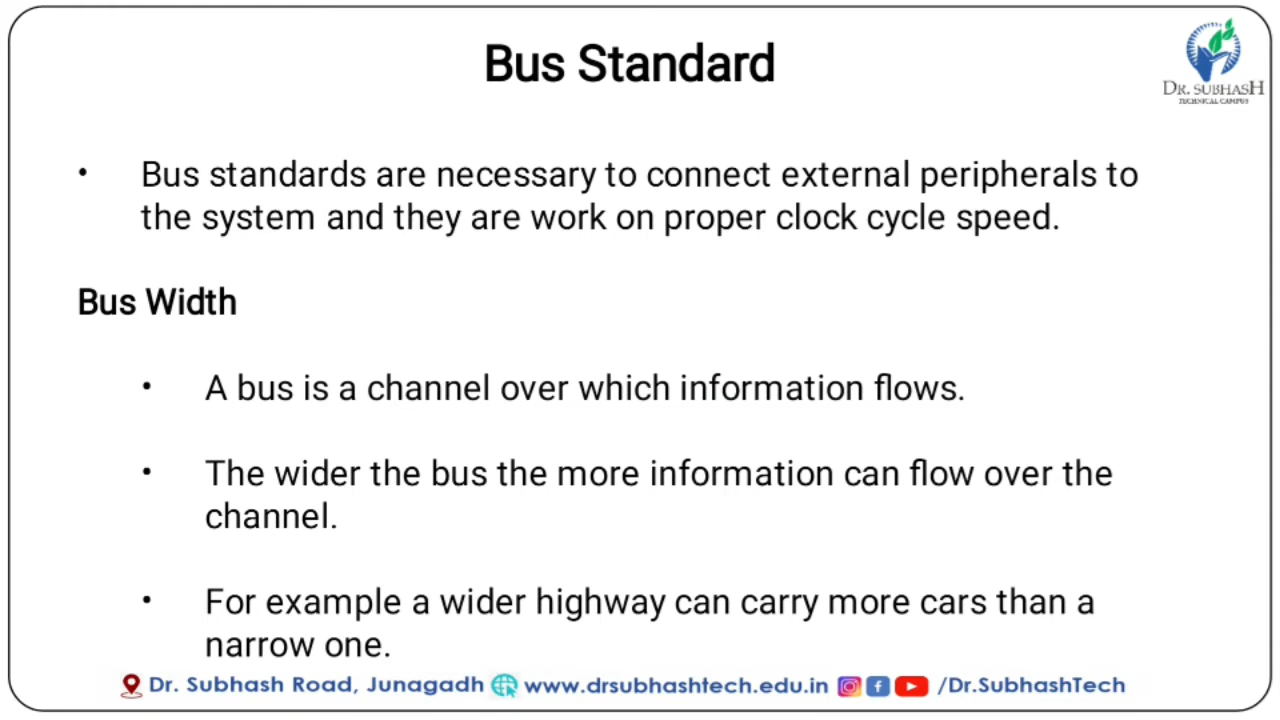 Bus Standard
DR. SUBHASH
TECHNICAL CAMPUS
• Bus standards are necessary to connect external peripherals to
the system and they are work on proper clock cycle speed.
Bus Width
• A bus is a channel over which information flows.
• The wider the bus the more information can flow over the
channel.
• For example a wider highway can carry more cars than a
narrow one.
Dr. Subhash Road, Junagadh www.drsubhashtech.edu.in /Dr.SubhashTech